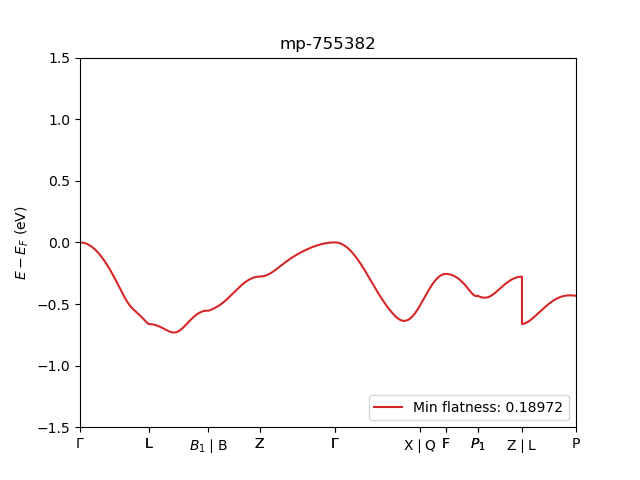 mp-755382
E − E_F (eV)
1.5
1.0
0.5
0.0
−0.5
−1.0
−1.5
Min flatness: 0.18972
Γ L B₁ | B Z Γ X | Q F P₁ Z | L P